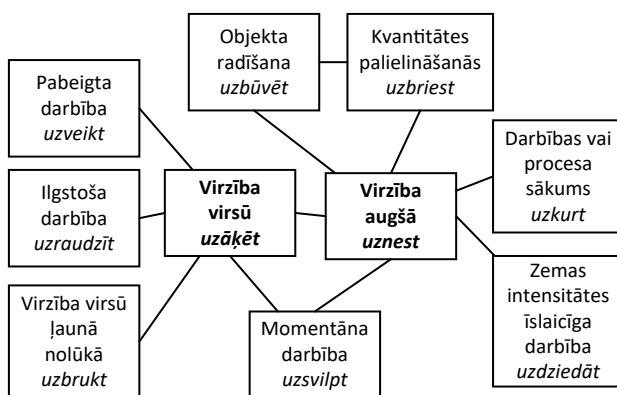 Objekta
radīšana
uzbūvēt
Kvantitātes
palielināšanās
uzbriest
Pabeigta
darbība
uzveikt
Darbības vai
procesa
sākums
uzkurt
Ilgstoša
darbība
uzraudzīt
Virzība
virsū
uzāķēt
Virzība
augšā
uznest
Virzība virsū
ļaunā
nolūkā
uzbrukt
Momentāna
darbība
uzsvilpt
Zemas
intensitātes
īslaicīga
darbība
uzdziedāt